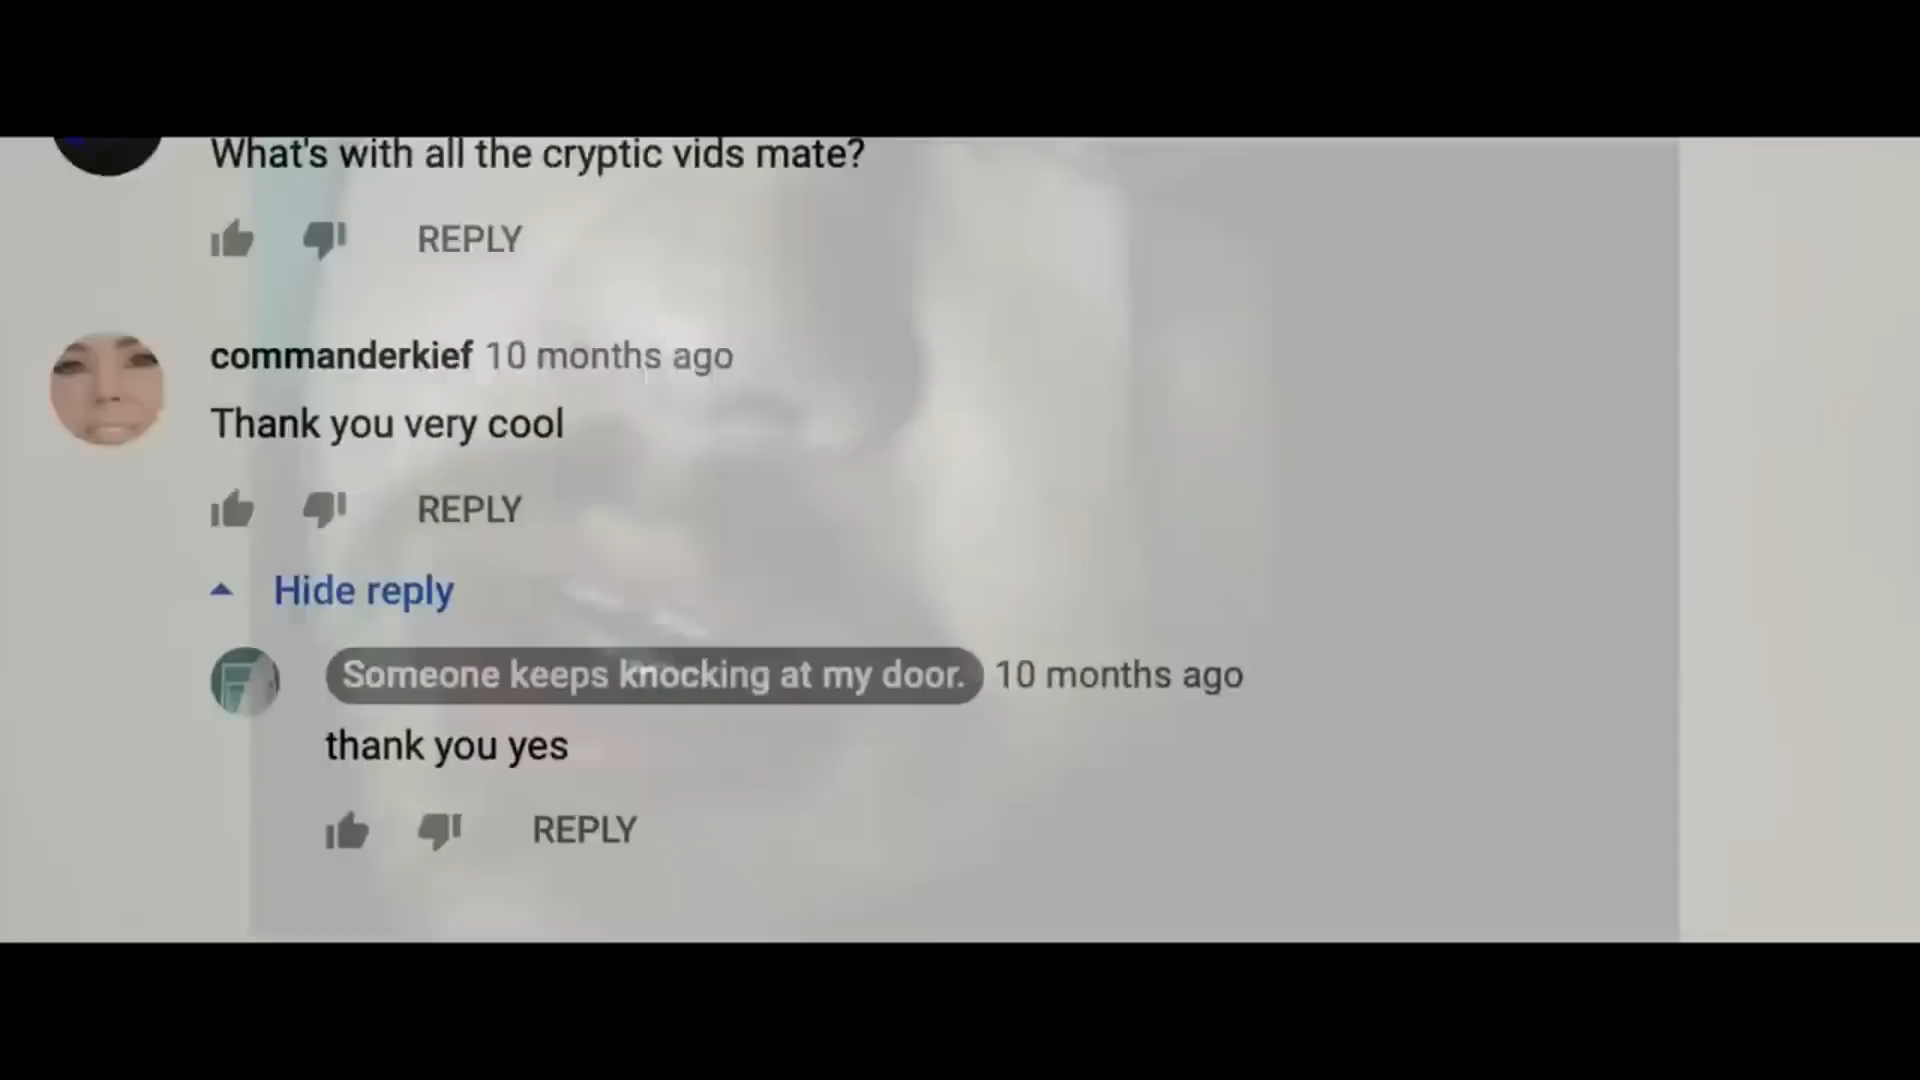 What's with all the cryptic vids mate?
REPLY
commanderkief 10 months ago
Thank you very cool
REPLY
Hide reply
Someone keeps knocking at my door. 10 months ago
thank you yes
REPLY